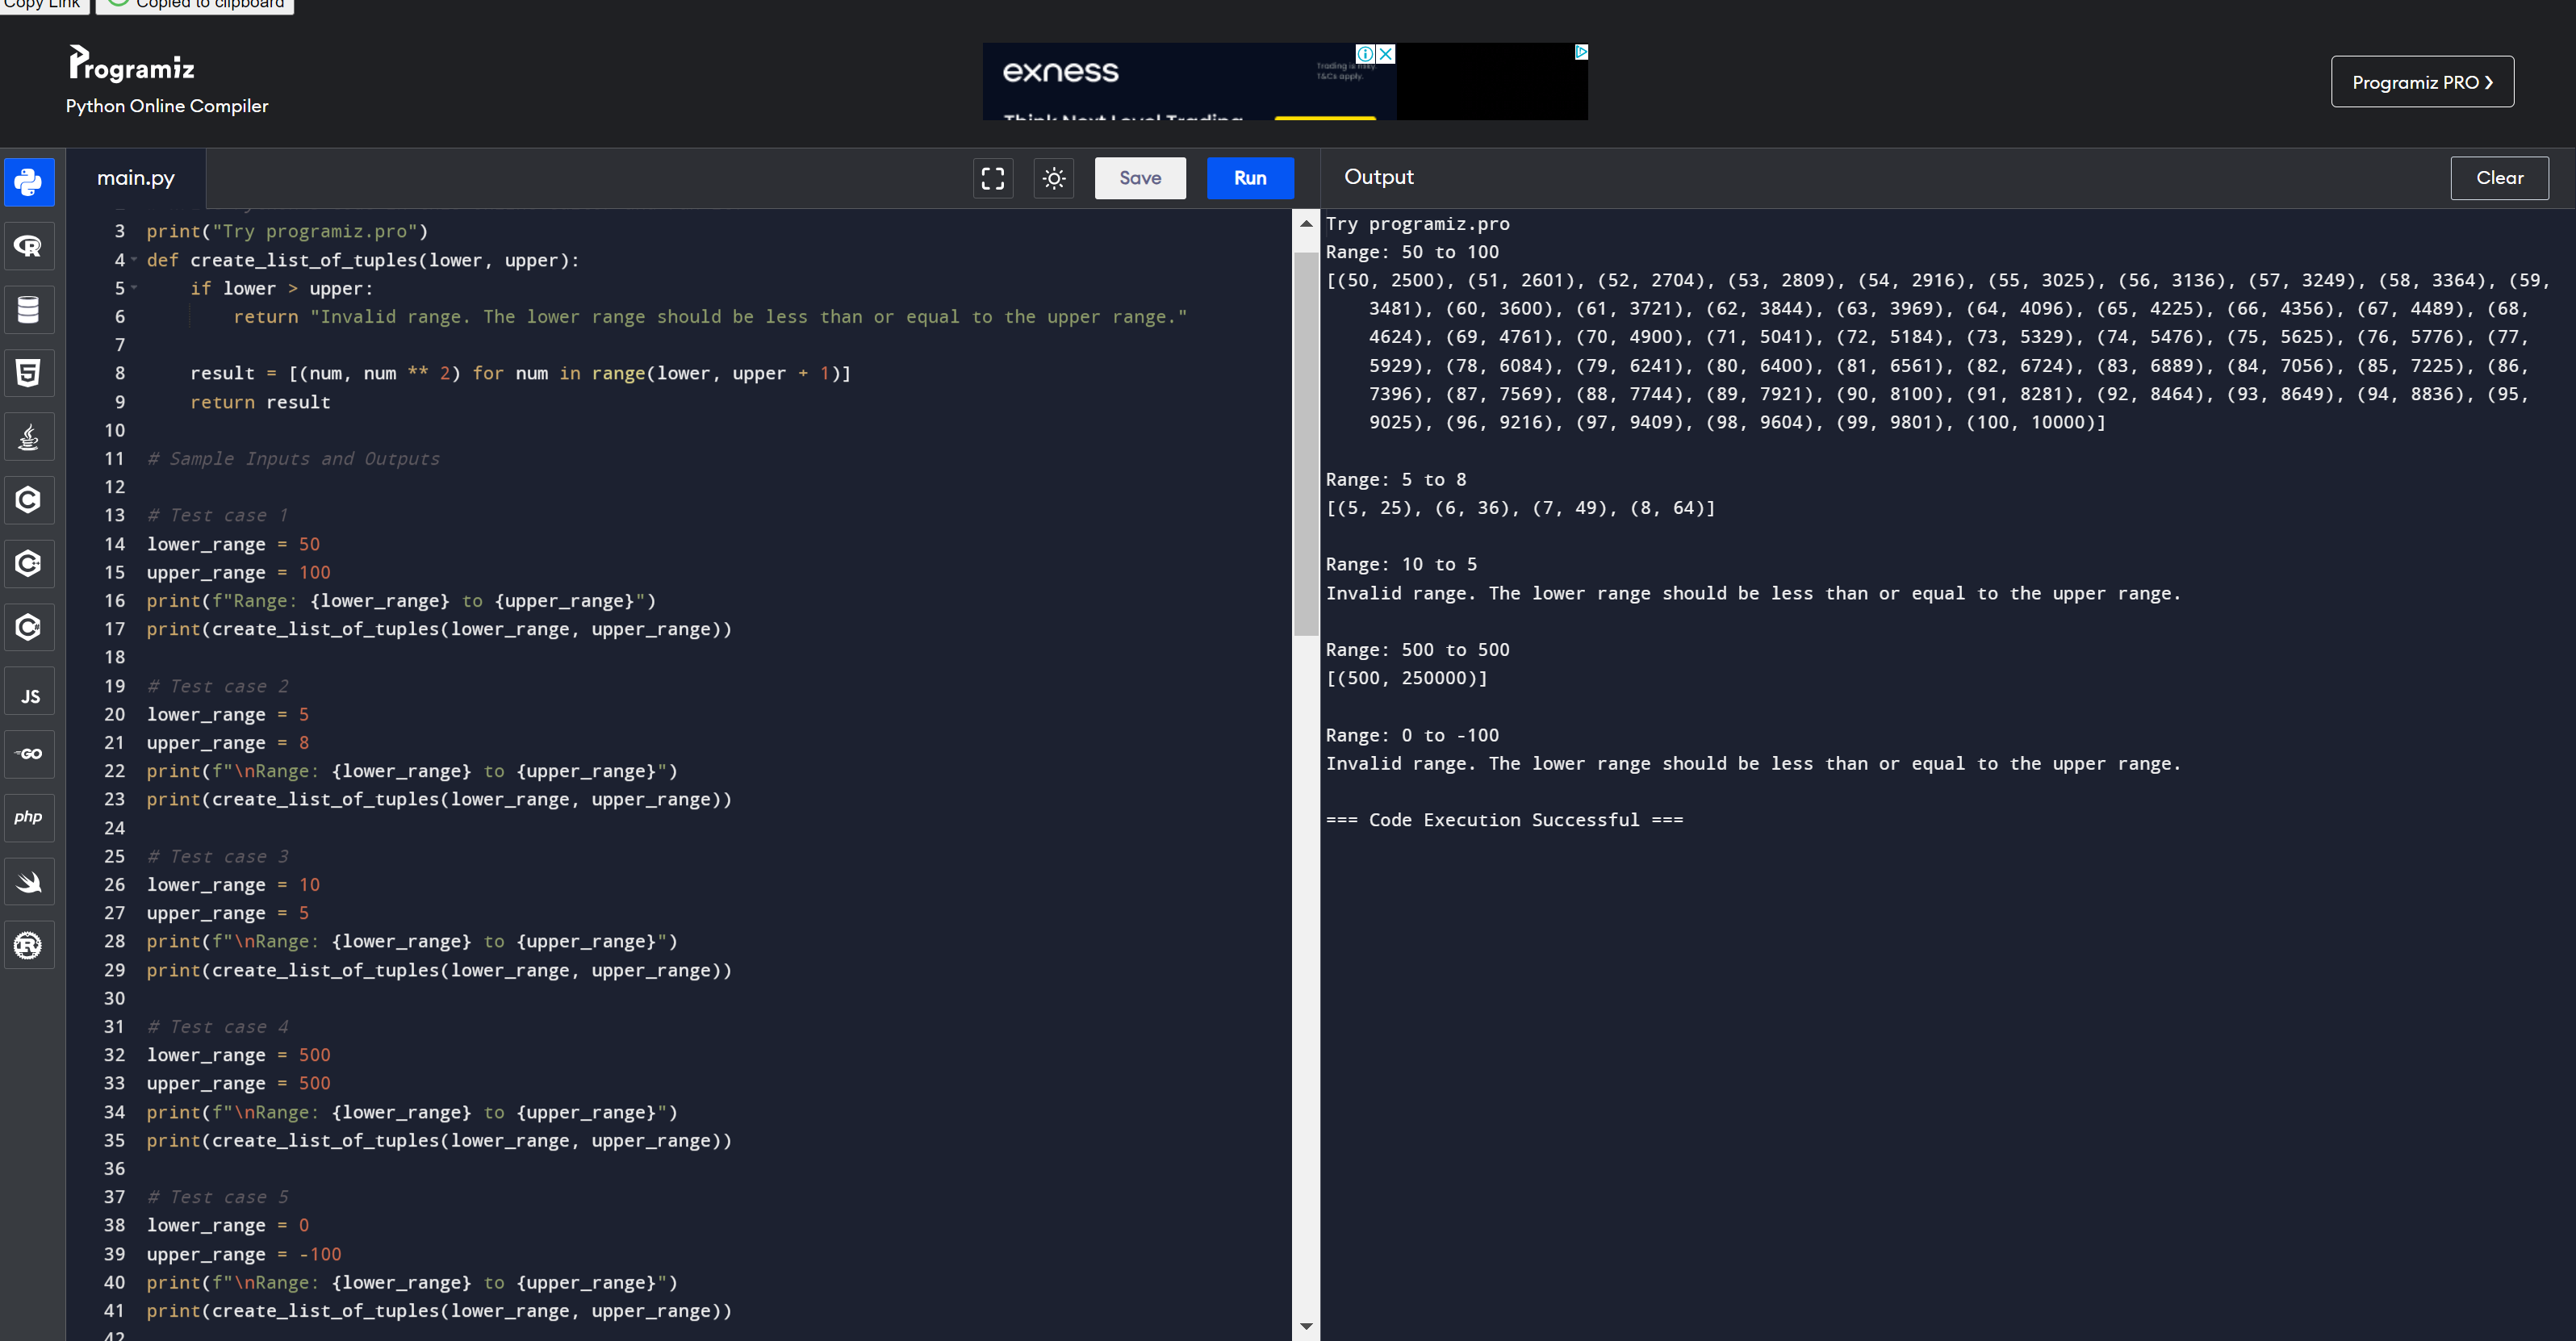 Copy Link
Copied to clipboard
Programiz
Python Online Compiler
exness
Trading is risky.
T&Cs apply.
Think Next Level Trading
Programiz PRO ❯
main.py
Save
Run
Output
Clear
JS
GO
php
3 print("Try programiz.pro")
4 def create_list_of_tuples(lower, upper):
5     if lower > upper:
6         return "Invalid range. The lower range should be less than or equal to the upper range."
7
8     result = [(num, num ** 2) for num in range(lower, upper + 1)]
9     return result
10
11 # Sample Inputs and Outputs
12
13 # Test case 1
14 lower_range = 50
15 upper_range = 100
16 print(f"Range: {lower_range} to {upper_range}")
17 print(create_list_of_tuples(lower_range, upper_range))
18
19 # Test case 2
20 lower_range = 5
21 upper_range = 8
22 print(f"\nRange: {lower_range} to {upper_range}")
23 print(create_list_of_tuples(lower_range, upper_range))
24
25 # Test case 3
26 lower_range = 10
27 upper_range = 5
28 print(f"\nRange: {lower_range} to {upper_range}")
29 print(create_list_of_tuples(lower_range, upper_range))
30
31 # Test case 4
32 lower_range = 500
33 upper_range = 500
34 print(f"\nRange: {lower_range} to {upper_range}")
35 print(create_list_of_tuples(lower_range, upper_range))
36
37 # Test case 5
38 lower_range = 0
39 upper_range = -100
40 print(f"\nRange: {lower_range} to {upper_range}")
41 print(create_list_of_tuples(lower_range, upper_range))
42
Try programiz.pro
Range: 50 to 100
[(50, 2500), (51, 2601), (52, 2704), (53, 2809), (54, 2916), (55, 3025), (56, 3136), (57, 3249), (58, 3364), (59,
3481), (60, 3600), (61, 3721), (62, 3844), (63, 3969), (64, 4096), (65, 4225), (66, 4356), (67, 4489), (68,
4624), (69, 4761), (70, 4900), (71, 5041), (72, 5184), (73, 5329), (74, 5476), (75, 5625), (76, 5776), (77,
5929), (78, 6084), (79, 6241), (80, 6400), (81, 6561), (82, 6724), (83, 6889), (84, 7056), (85, 7225), (86,
7396), (87, 7569), (88, 7744), (89, 7921), (90, 8100), (91, 8281), (92, 8464), (93, 8649), (94, 8836), (95,
9025), (96, 9216), (97, 9409), (98, 9604), (99, 9801), (100, 10000)]
Range: 5 to 8
[(5, 25), (6, 36), (7, 49), (8, 64)]
Range: 10 to 5
Invalid range. The lower range should be less than or equal to the upper range.
Range: 500 to 500
[(500, 250000)]
Range: 0 to -100
Invalid range. The lower range should be less than or equal to the upper range.
=== Code Execution Successful ===